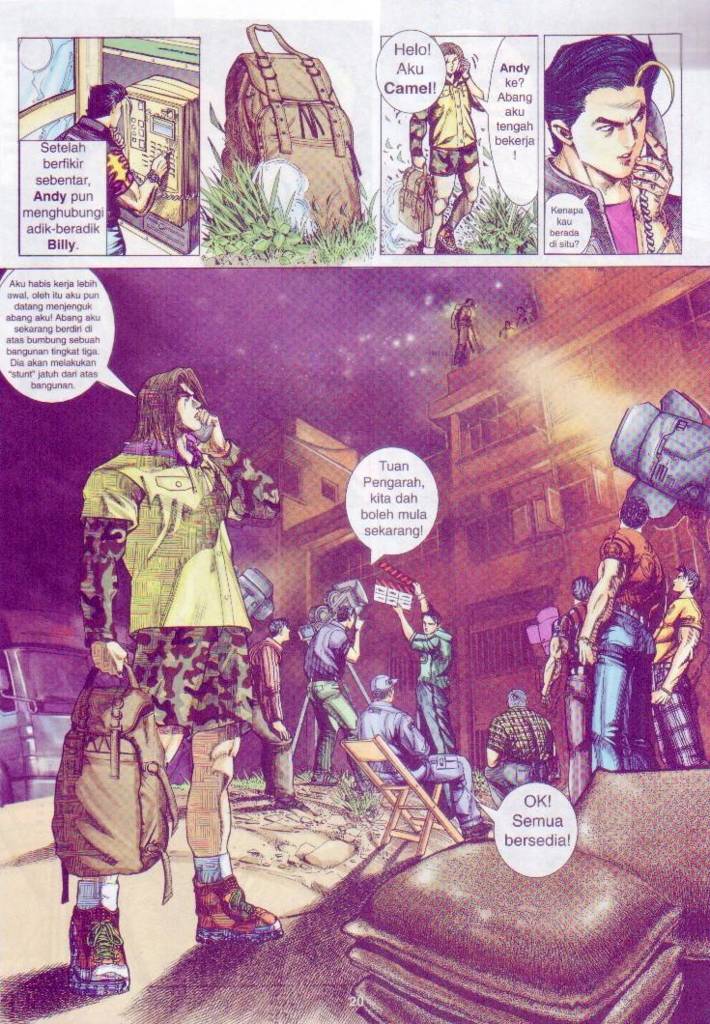 Setelah
berfikir
sebentar,
Andy pun
menghubungi
adik-beradik
Billy.
Helo!
Aku
Camel!
Andy
ke?
Abang
aku
tengah
bekerja
!
Kenapa
kau
berada
di situ?
Aku habis kerja lebih
awal, oleh itu aku pun
datang menjenguk
abang aku! Abang aku
sekarang berdiri di
atas bumbung sebuah
bangunan tingkat tiga.
Dia akan melakukan
"stunt" jatuh dari atas
bangunan.
Tuan
Pengarah,
kita dah
boleh mula
sekarang!
OK!
Semua
bersedia!
20